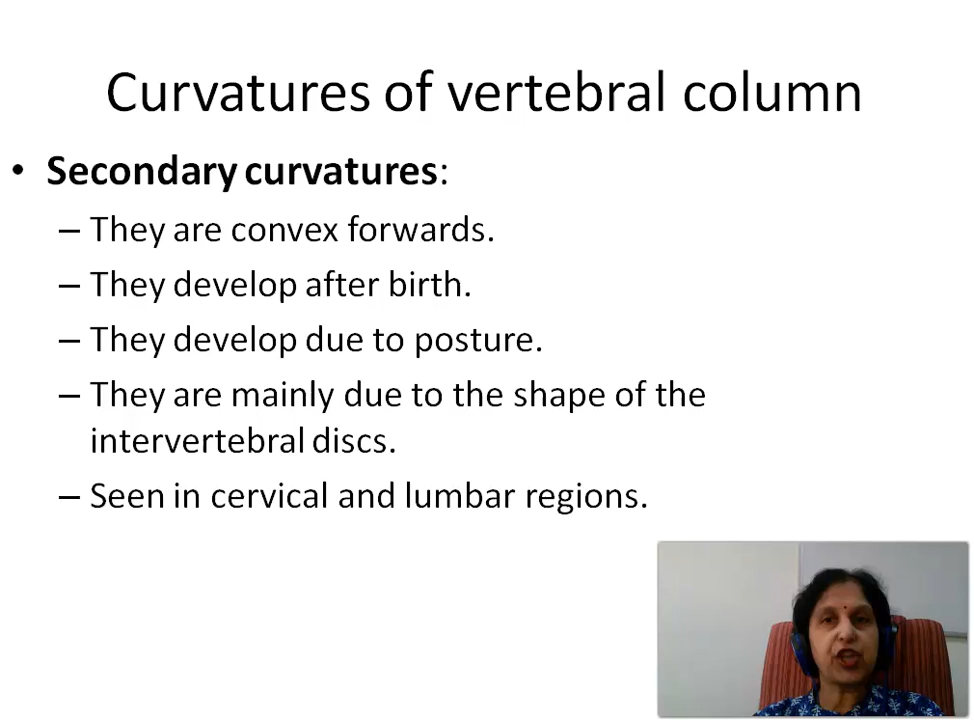 Curvatures of vertebral column
• Secondary curvatures:
– They are convex forwards.
– They develop after birth.
– They develop due to posture.
– They are mainly due to the shape of the
intervertebral discs.
– Seen in cervical and lumbar regions.